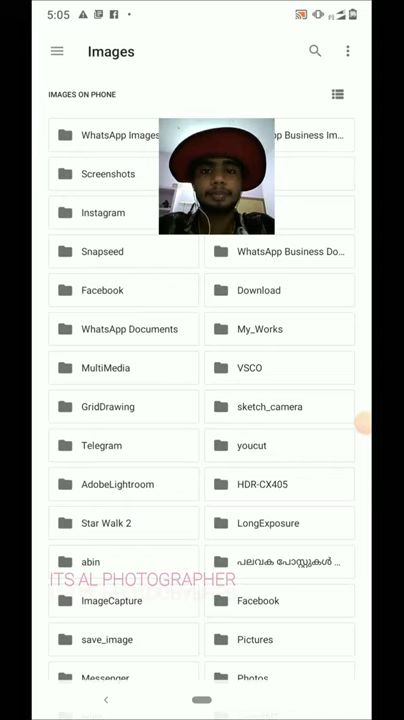 5:05
Images
IMAGES ON PHONE
WhatsApp Images
pp Business Im...
Screenshots
Instagram
Snapseed
WhatsApp Business Do...
Facebook
Download
WhatsApp Documents
My_Works
MultiMedia
VSCO
GridDrawing
sketch_camera
Telegram
youcut
AdobeLightroom
HDR-CX405
Star Walk 2
LongExposure
abin
പലവക പോസ്റ്റുകൾ ...
ITS AL PHOTOGRAPHER
ImageCapture
Facebook
save_image
Pictures
Messenger
Photos